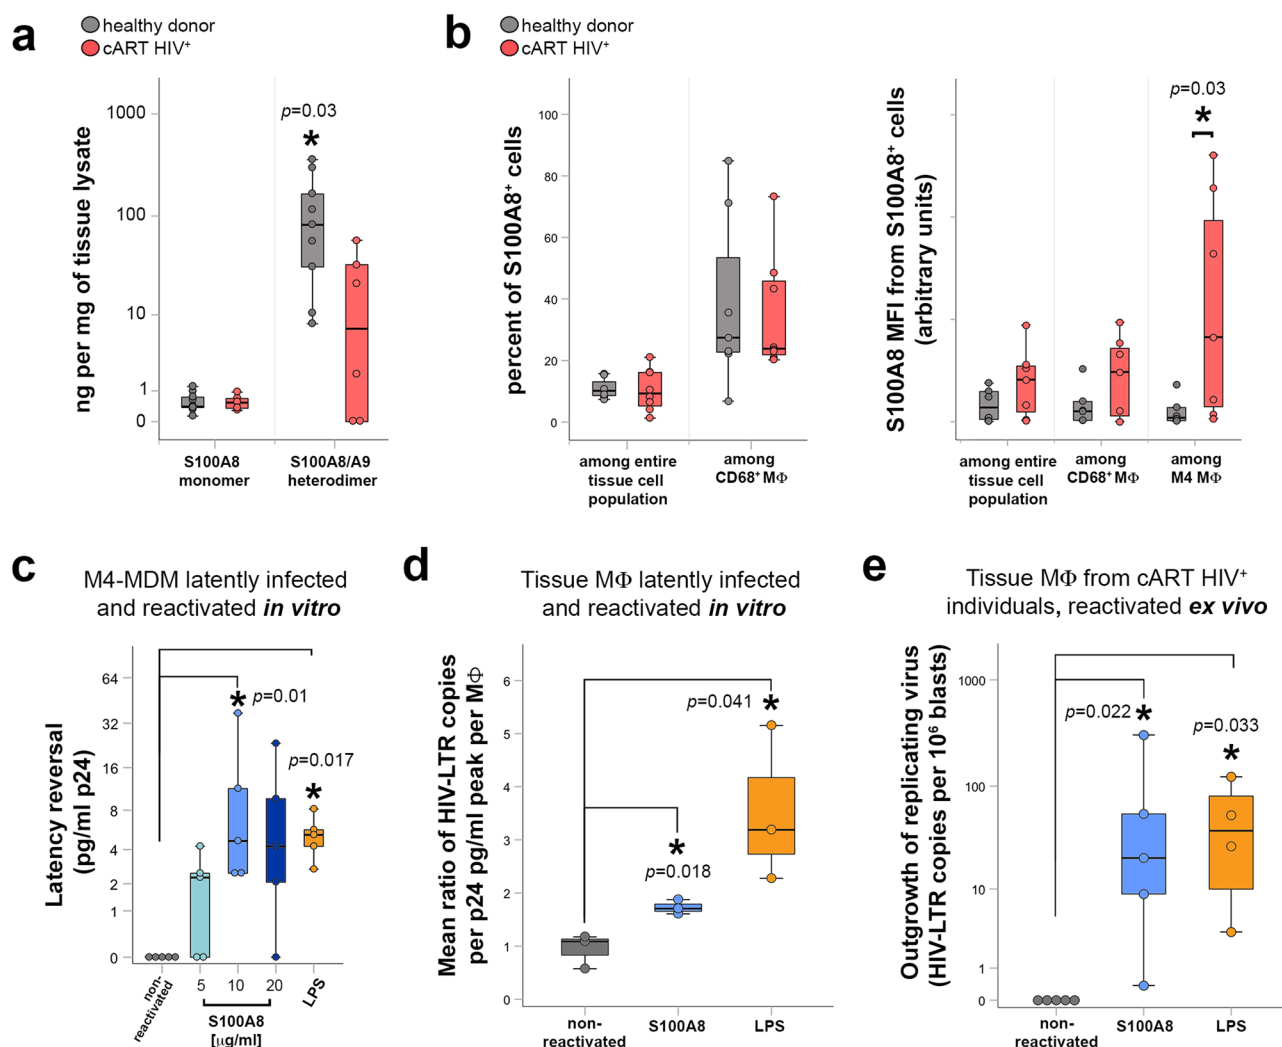 a
healthy donor
cART HIV⁺
ng per mg of tissue lysate
1000
100
10
1
0
p=0.03
*
S100A8
monomer
S100A8/A9
heterodimer
b
healthy donor
cART HIV⁺
percent of S100A8⁺ cells
100
80
60
40
20
0
among entire
tissue cell
population
among
CD68⁺ MΦ
S100A8 MFI from S100A8⁺ cells
(arbitrary units)
p=0.03
*
among entire
tissue cell
population
among
CD68⁺ MΦ
among
M4 MΦ
c
M4-MDM latently infected
and reactivated in vitro
Latency reversal
(pg/ml p24)
64
32
16
8
4
2
1
0
* p=0.01
p=0.017
*
non-
reactivated
5
10
20
LPS
S100A8
[µg/ml]
d
Tissue MΦ latently infected
and reactivated in vitro
Mean ratio of HIV-LTR copies
per p24 pg/ml peak per MΦ
6
5
4
3
2
1
0
p=0.041 *
*
p=0.018
non-
reactivated
S100A8
LPS
e
Tissue MΦ from cART HIV⁺
individuals, reactivated ex vivo
Outgrowth of replicating virus
(HIV-LTR copies per 10⁶ blasts)
1000
100
10
1
0
p=0.022 *
p=0.033
*
non-
reactivated
S100A8
LPS